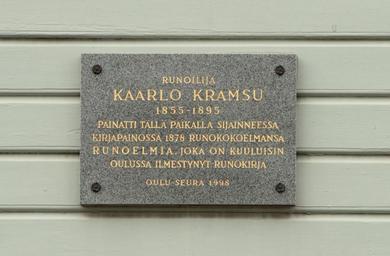 RUNOILIJA
KAARLO KRAMSU
1855-1895
PAINATTI TÄLLÄ PAIKALLA SIJAINNEESSA
KIRJAPAINOSSA 1878 RUNOKOKOELMANSA
RUNOELMIA, JOKA ON KUULUISIN
OULUSSA ILMESTYNYT RUNOKIRJA
OULU-SEURA 1998